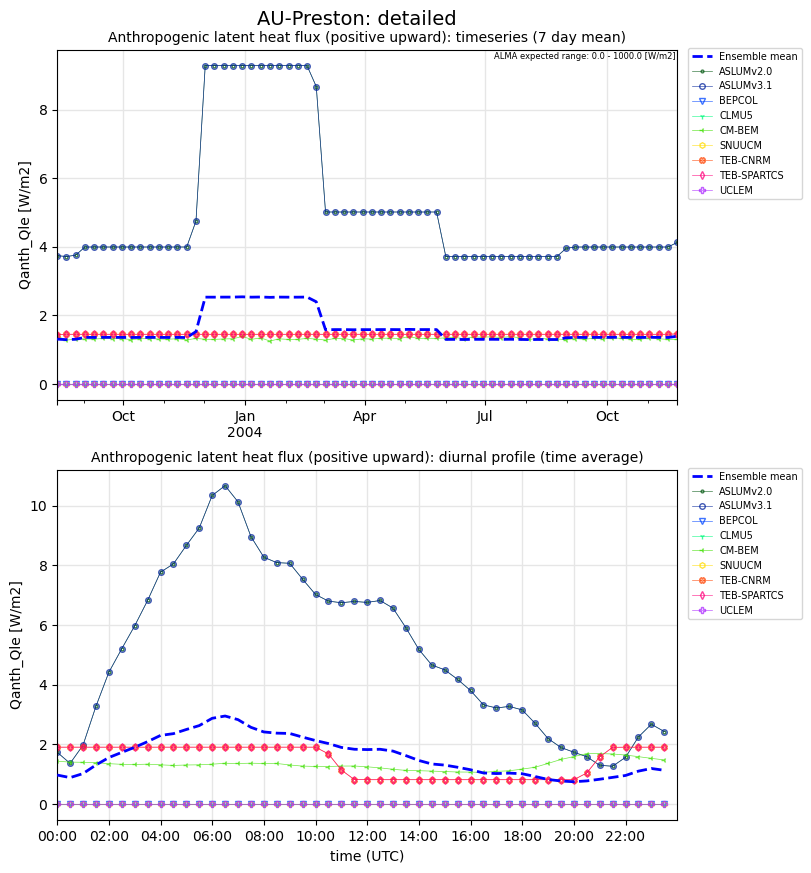 AU-Preston: detailed
Anthropogenic latent heat flux (positive upward): timeseries (7 day mean)
ALMA expected range: 0.0 - 1000.0 [W/m2]
Qanth_Qle [W/m2]
8
6
4
2
0
Oct
Jan
2004
Apr
Jul
Oct
Ensemble mean
ASLUMv2.0
ASLUMv3.1
BEPCOL
CLMU5
CM-BEM
SNUUCM
TEB-CNRM
TEB-SPARTCS
UCLEM
Anthropogenic latent heat flux (positive upward): diurnal profile (time average)
Qanth_Qle [W/m2]
10
8
6
4
2
0
00:00
02:00
04:00
06:00
08:00
10:00
12:00
14:00
16:00
18:00
20:00
22:00
time (UTC)
Ensemble mean
ASLUMv2.0
ASLUMv3.1
BEPCOL
CLMU5
CM-BEM
SNUUCM
TEB-CNRM
TEB-SPARTCS
UCLEM